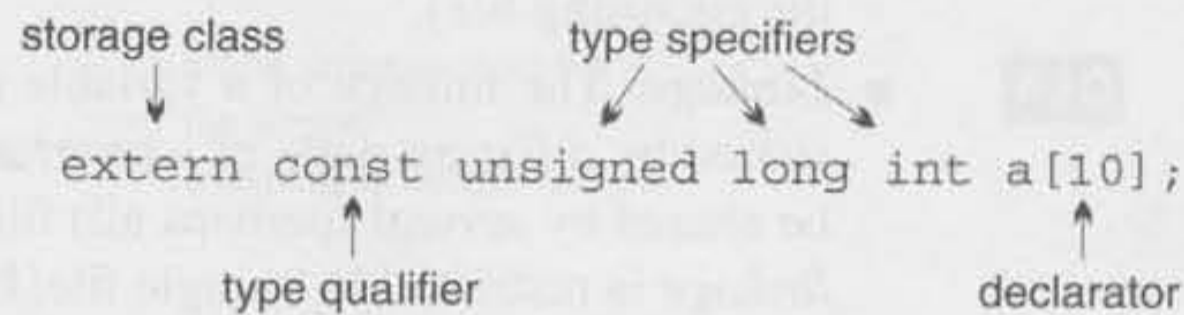 storage class type specifiers
extern const unsigned long int a[10];
type qualifier declarator